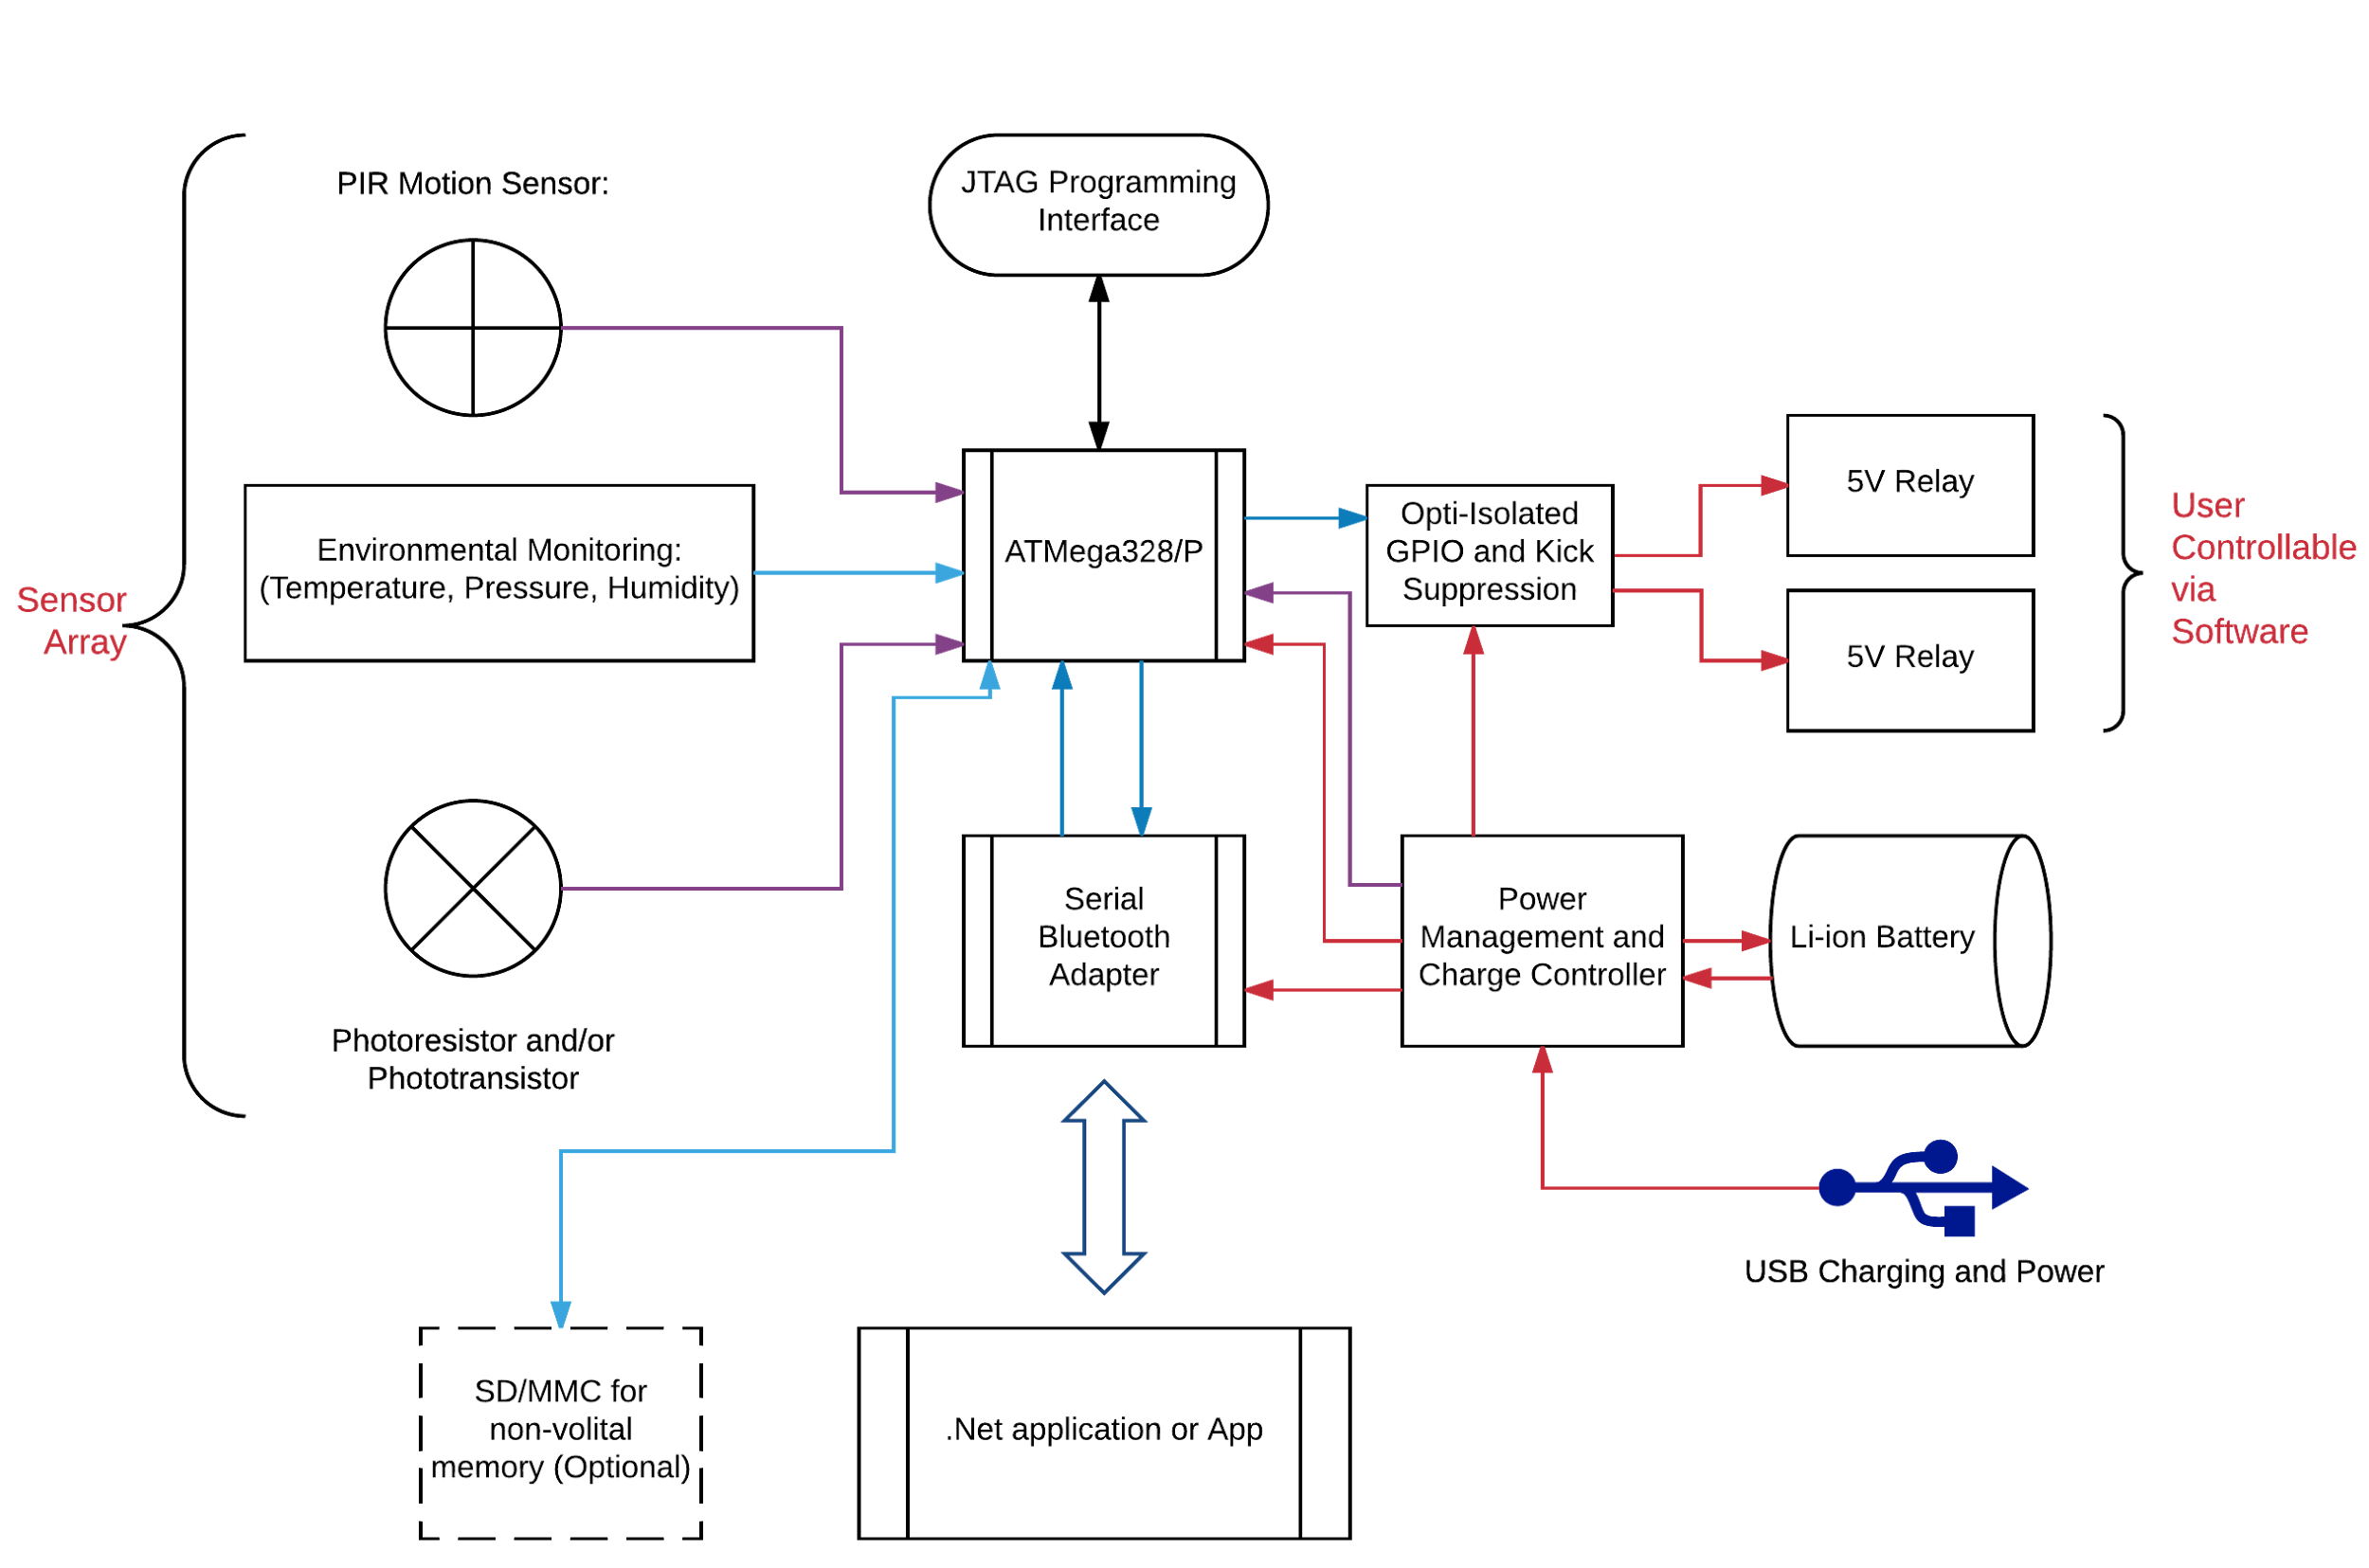 PIR Motion Sensor:
JTAG Programming
Interface
Environmental Monitoring:
(Temperature, Pressure, Humidity)
ATMega328/P
Opti-Isolated
GPIO and Kick
Suppression
5V Relay
5V Relay
User
Controllable
via
Software
Sensor
Array
Photoresistor and/or
Phototransistor
Serial
Bluetooth
Adapter
Power
Management and
Charge Controller
Li-ion Battery
USB Charging and Power
SD/MMC for
non-volital
memory (Optional)
.Net application or App